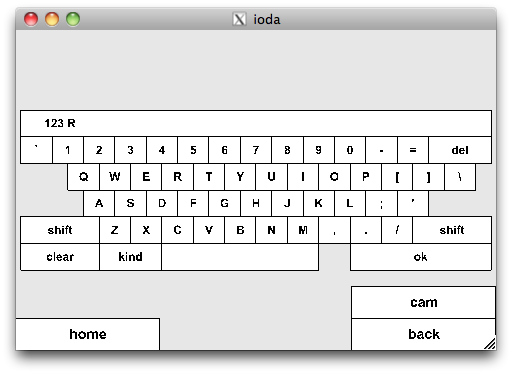 X ioda
123 R
` 1 2 3 4 5 6 7 8 9 0 - = del
Q W E R T Y U I O P [ ] \
A S D F G H J K L ; '
shift Z X C V B N M , . / shift
clear kind ok
cam
home back